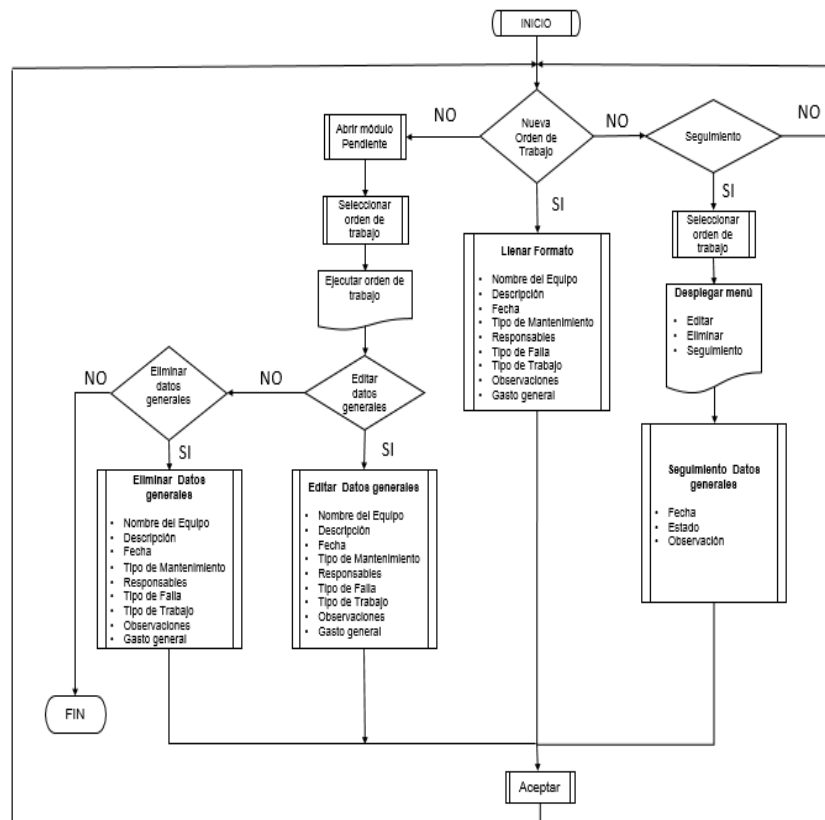 INICIO
NO
Nueva
Orden de
Trabajo
NO
Seguimiento
NO
Abrir módulo
Pendiente
SI
SI
Seleccionar
orden de
trabajo
Seleccionar
orden de
trabajo
Llenar Formato
• Nombre del Equipo
• Descripción
• Fecha
• Tipo de Mantenimiento
• Responsables
• Tipo de Falla
• Tipo de Trabajo
• Observaciones
• Gasto general
Desplegar menú
• Editar
• Eliminar
• Seguimiento
Ejecutar orden de
trabajo
NO
Eliminar
datos
generales
NO
Editar
datos
generales
SI
SI
Eliminar Datos
generales
• Nombre del Equipo
• Descripción
• Fecha
• Tipo de Mantenimiento
• Responsables
• Tipo de Falla
• Tipo de Trabajo
• Observaciones
• Gasto general
Editar Datos generales
• Nombre del Equipo
• Descripción
• Fecha
• Tipo de Mantenimiento
• Responsables
• Tipo de Falla
• Tipo de Trabajo
• Observaciones
• Gasto general
Seguimiento Datos
generales
• Fecha
• Estado
• Observación
FIN
Aceptar